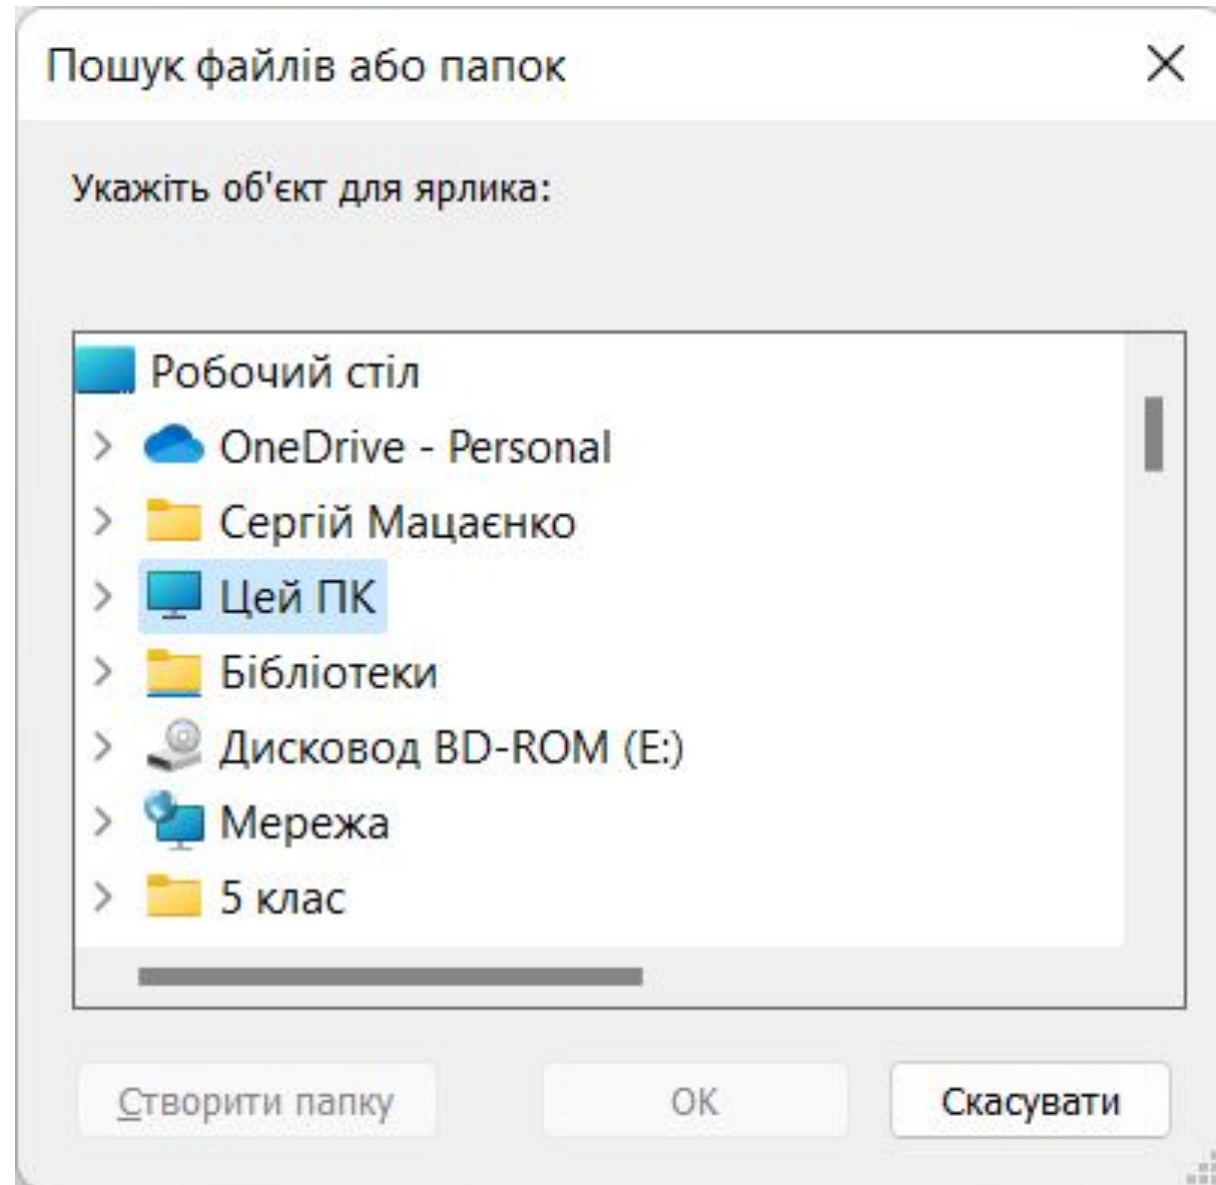 Пошук файлів або папок
Укажіть об'єкт для ярлика:
Робочий стіл
OneDrive - Personal
Сергій Мацаєнко
Цей ПК
Бібліотеки
Дисковод BD-ROM (E:)
Мережа
5 клас
Створити папку ОК Скасувати